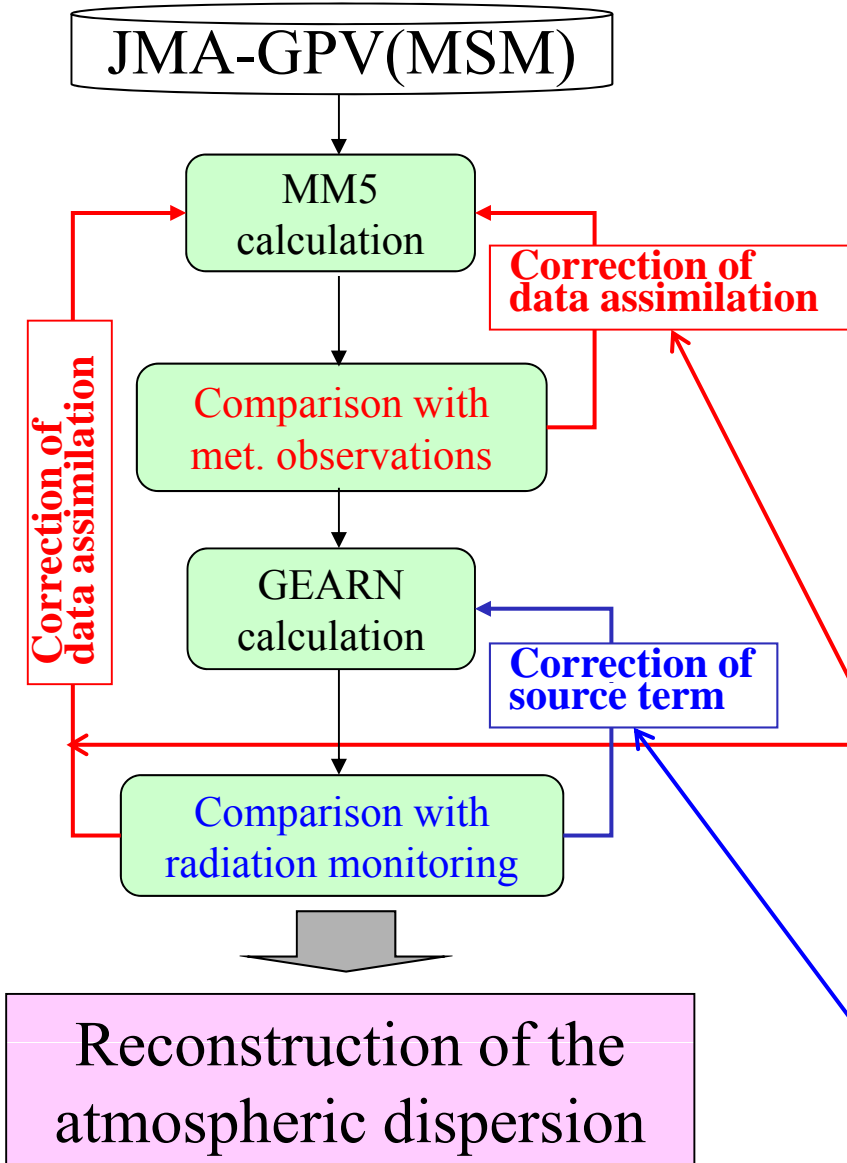 JMA-GPV(MSM)
MM5
calculation
Correction of
data assimilation
Comparison with
met. observations
Correction of
data assimilation
GEARN
calculation
Correction of
source term
Comparison with
radiation monitoring
Reconstruction of the
atmospheric dispersion